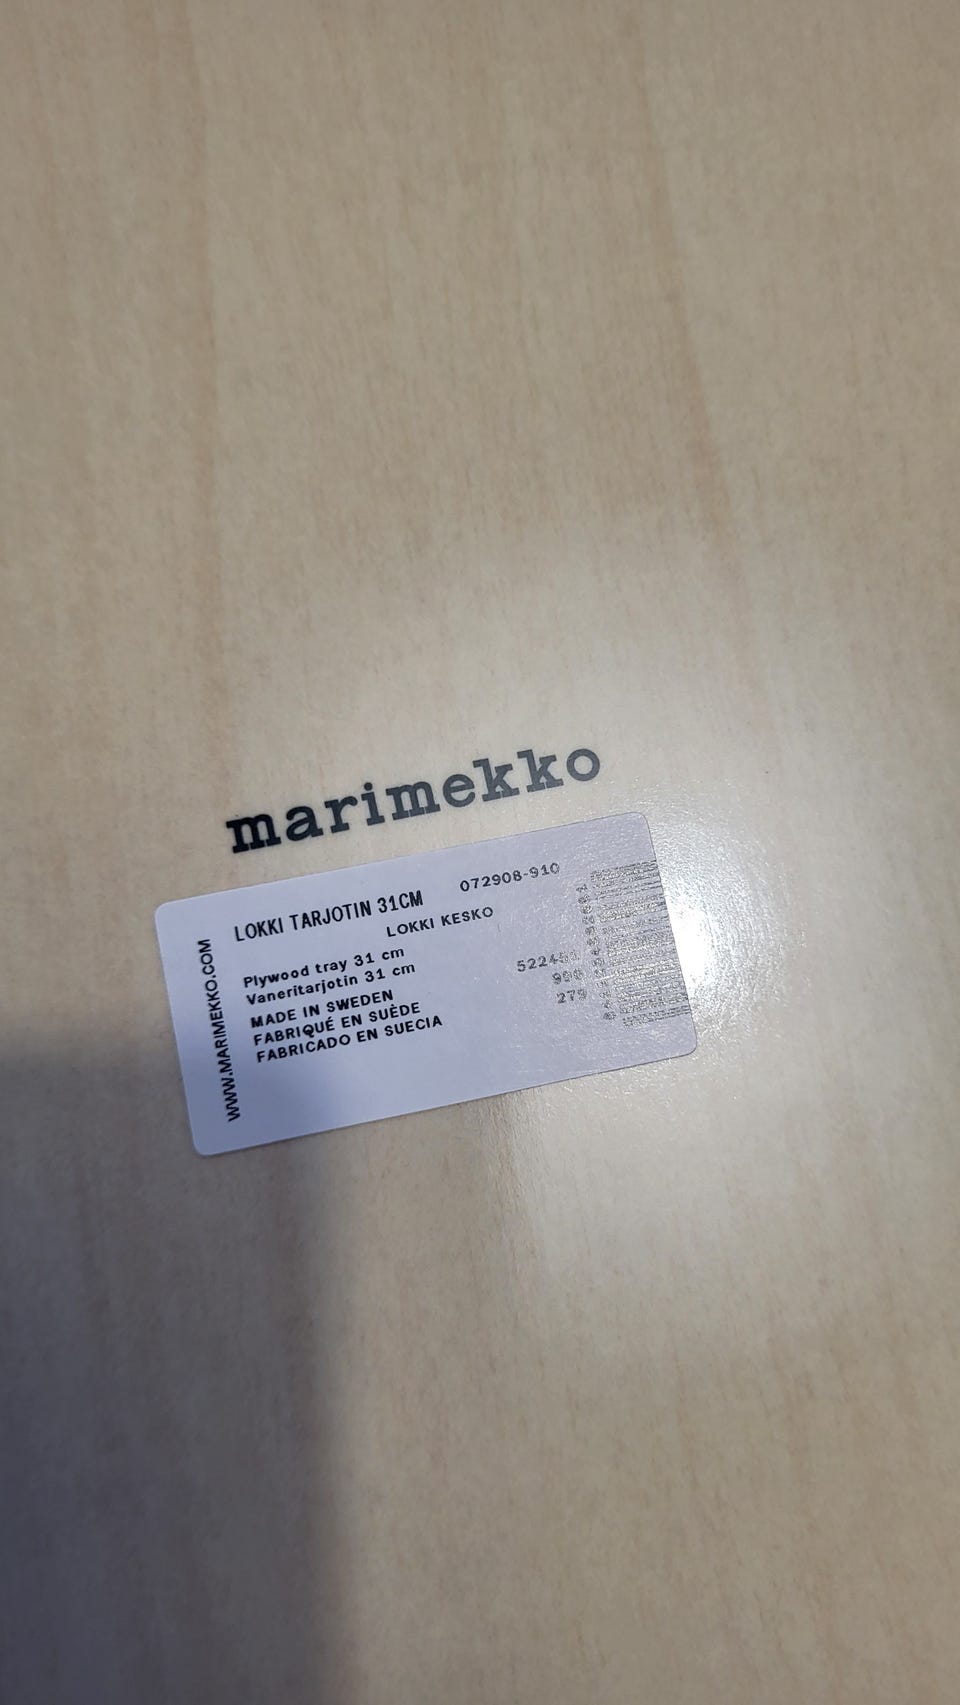 marimekko
LOKKI TARJOTIN 31CM 072908-910
LOKKI KESKO
Plywood tray 31 cm
Vaneritarjotin 31 cm
MADE IN SWEDEN
FABRIQUÉ EN SUÈDE
FABRICADO EN SUECIA
279
WWW.MARIMEKKO.COM